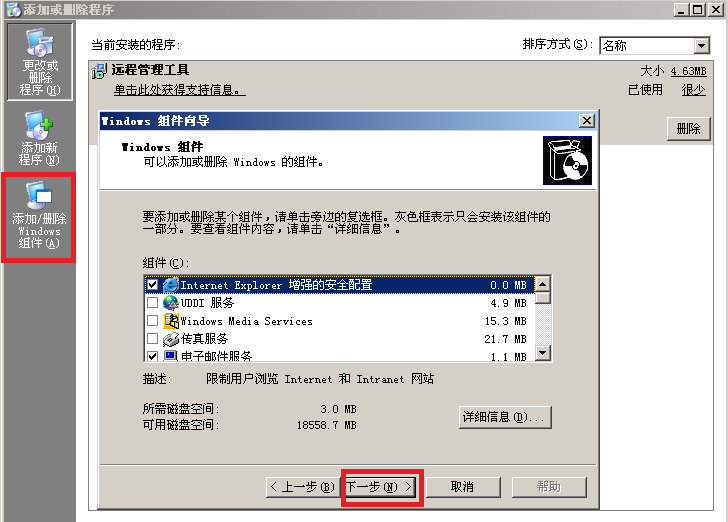 添加或删除程序
更改或
删除
程序(H)
添加新
程序(N)
添加/删除
Windows
组件(A)
当前安装的程序:
排序方式(S): 名称
远程管理工具
大小 4.63MB
单击此处获得支持信息。
已使用 很少
删除
Windows 组件向导
Windows 组件
可以添加或删除 Windows 的组件。
要添加或删除某个组件,请单击旁边的复选框。灰色框表示只会安装该组件的
一部分。要查看组件内容,请单击“详细信息”。
组件(C):
Internet Explorer 增强的安全配置 0.0 MB
UDDI 服务 4.9 MB
Windows Media Services 15.3 MB
传真服务 21.7 MB
电子邮件服务 1.1 MB
描述: 限制用户浏览 Internet 和 Intranet 网站
所需磁盘空间: 3.0 MB
可用磁盘空间: 18558.7 MB
详细信息(D)...
< 上一步(B) 下一步(N) > 取消 帮助